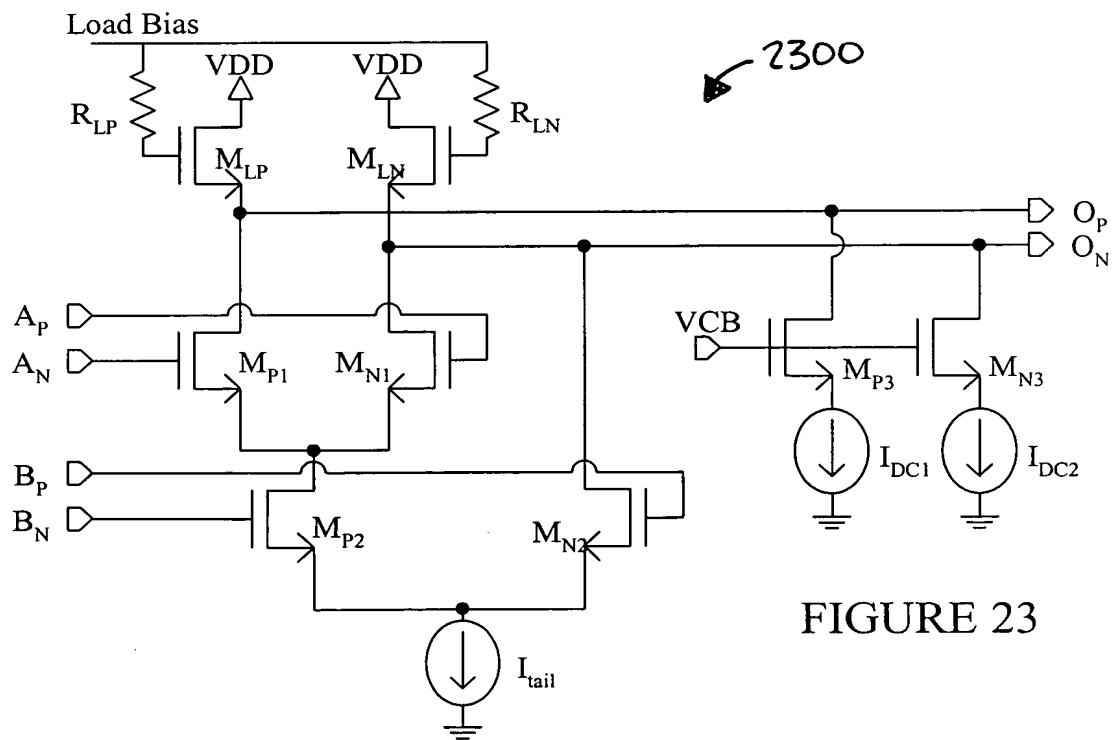 Load Bias
2300
VDD VDD
R_LP R_LN
M_LP M_LN
O_P
O_N
A_P
VCB
A_N
M_P1 M_N1 M_P3 M_N3
B_P
I_DC1 I_DC2
B_N
M_P2 M_N2
FIGURE 23
I_tail